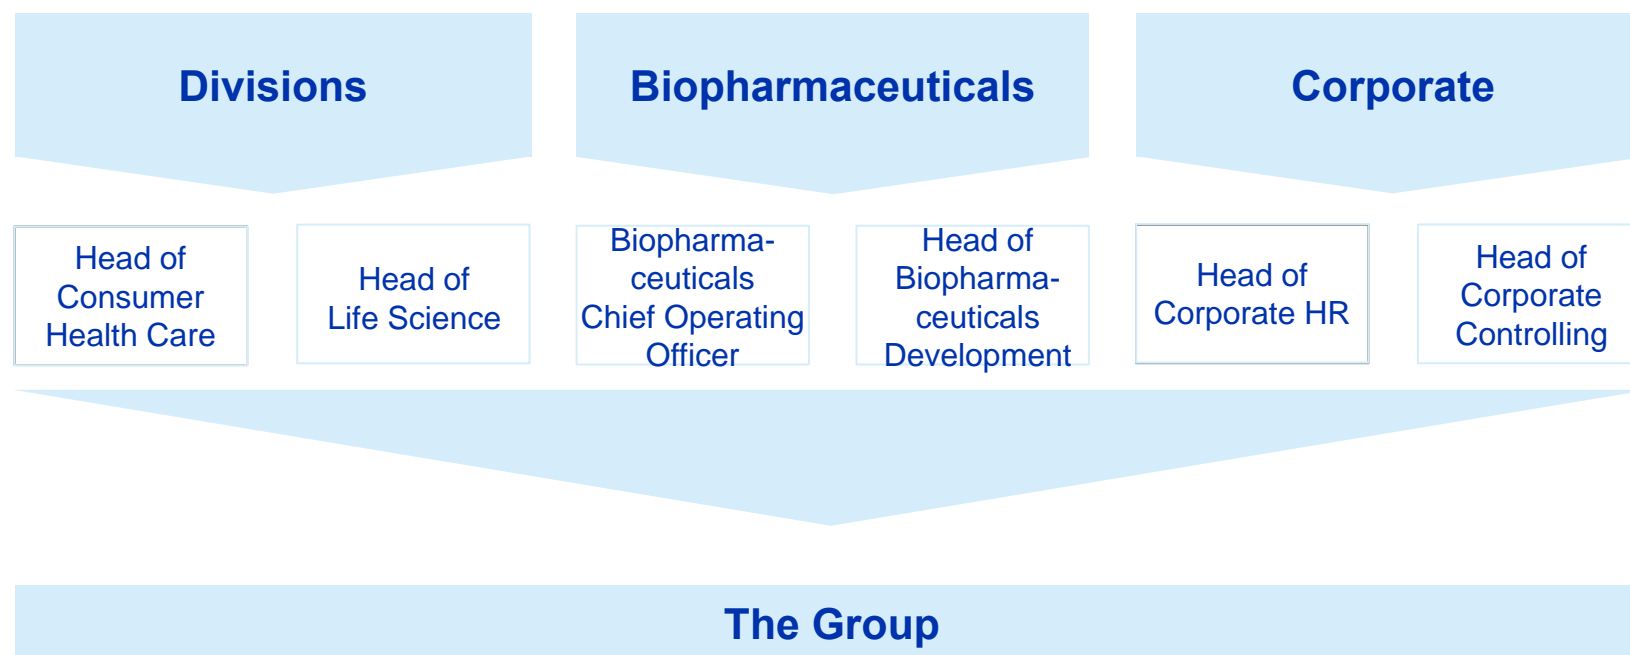 Divisions
Biopharmaceuticals
Corporate
Head of
Consumer
Health Care
Head of
Life Science
Biopharma-
ceuticals
Chief Operating
Officer
Head of
Biopharma-
ceuticals
Development
Head of
Corporate HR
Head of
Corporate
Controlling
The Group